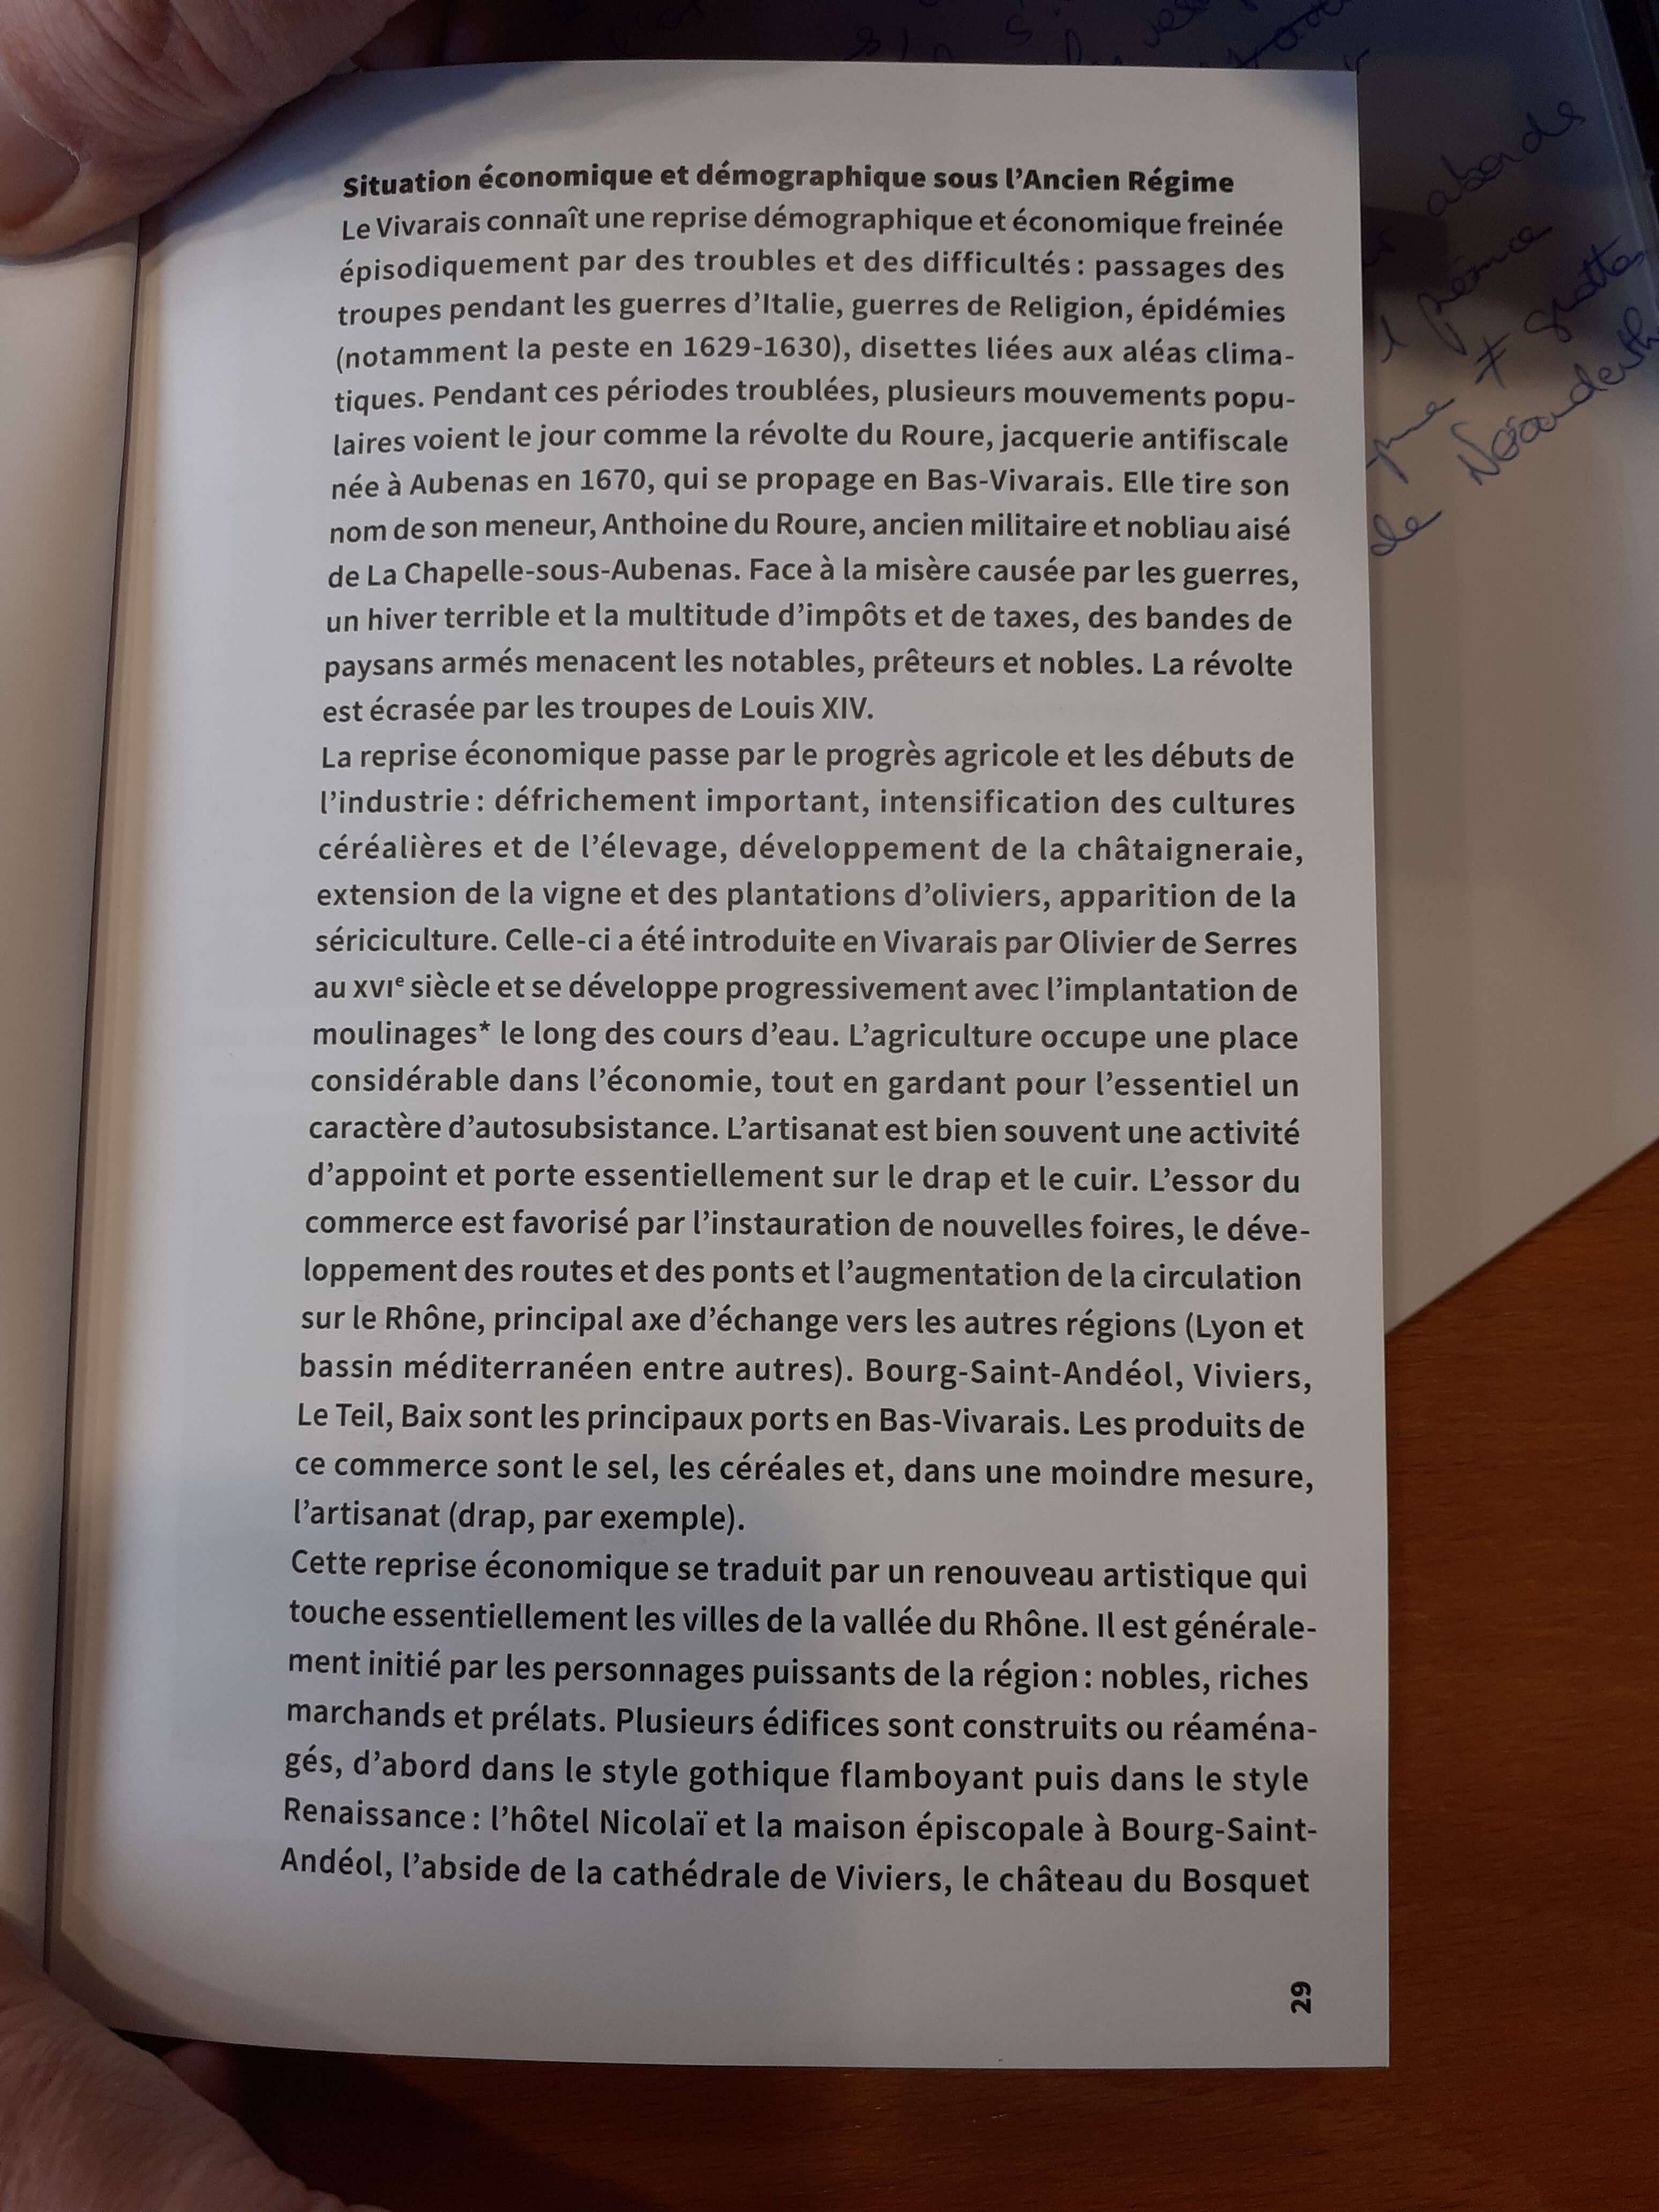 Situation économique et démographique sous l'Ancien Régime
Le Vivarais connaît une reprise démographique et économique freinée
épisodiquement par des troubles et des difficultés : passages des
troupes pendant les guerres d'Italie, guerres de Religion, épidémies
(notamment la peste en 1629-1630), disettes liées aux aléas clima-
tiques. Pendant ces périodes troublées, plusieurs mouvements popu-
laires voient le jour comme la révolte du Roure, jacquerie antifiscale
née à Aubenas en 1670, qui se propage en Bas-Vivarais. Elle tire son
nom de son meneur, Anthoine du Roure, ancien militaire et nobliau aisé
de La Chapelle-sous-Aubenas. Face à la misère causée par les guerres,
un hiver terrible et la multitude d'impôts et de taxes, des bandes de
paysans armés menacent les notables, prêteurs et nobles. La révolte
est écrasée par les troupes de Louis XIV.
La reprise économique passe par le progrès agricole et les débuts de
l'industrie : défrichement important, intensification des cultures
céréalières et de l'élevage, développement de la châtaigneraie,
extension de la vigne et des plantations d'oliviers, apparition de la
sériciculture. Celle-ci a été introduite en Vivarais par Olivier de Serres
au XVIe siècle et se développe progressivement avec l'implantation de
moulinages* le long des cours d'eau. L'agriculture occupe une place
considérable dans l'économie, tout en gardant pour l'essentiel un
caractère d'autosubsistance. L'artisanat est bien souvent une activité
d'appoint et porte essentiellement sur le drap et le cuir. L'essor du
commerce est favorisé par l'instauration de nouvelles foires, le déve-
loppement des routes et des ponts et l'augmentation de la circulation
sur le Rhône, principal axe d'échange vers les autres régions (Lyon et
bassin méditerranéen entre autres). Bourg-Saint-Andéol, Viviers,
Le Teil, Baix sont les principaux ports en Bas-Vivarais. Les produits de
ce commerce sont le sel, les céréales et, dans une moindre mesure,
l'artisanat (drap, par exemple).
Cette reprise économique se traduit par un renouveau artistique qui
touche essentiellement les villes de la vallée du Rhône. Il est générale-
ment initié par les personnages puissants de la région : nobles, riches
marchands et prélats. Plusieurs édifices sont construits ou réaména-
gés, d'abord dans le style gothique flamboyant puis dans le style
Renaissance : l'hôtel Nicolaï et la maison épiscopale à Bourg-Saint-
Andéol, l'abside de la cathédrale de Viviers, le château du Bosquet
29
abords
≠ grottes
de